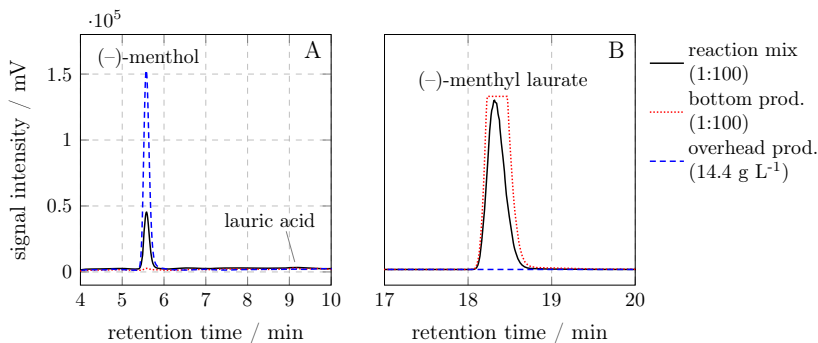 ·10⁵
signal intensity / mV
0
0.5
1
1.5
(–)-menthol
A
lauric acid
4 5 6 7 8 9 10
retention time / min
B
(–)-menthyl laurate
17 18 19 20
retention time / min
reaction mix
(1:100)
bottom prod.
(1:100)
overhead prod.
(14.4 g L⁻¹)